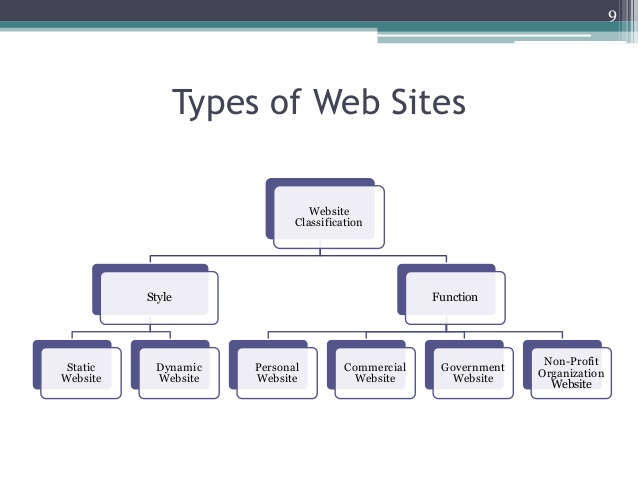 9
Types of Web Sites
Website
Classification
Style
Function
Static
Website
Dynamic
Website
Personal
Website
Commercial
Website
Government
Website
Non-Profit
Organization
Website